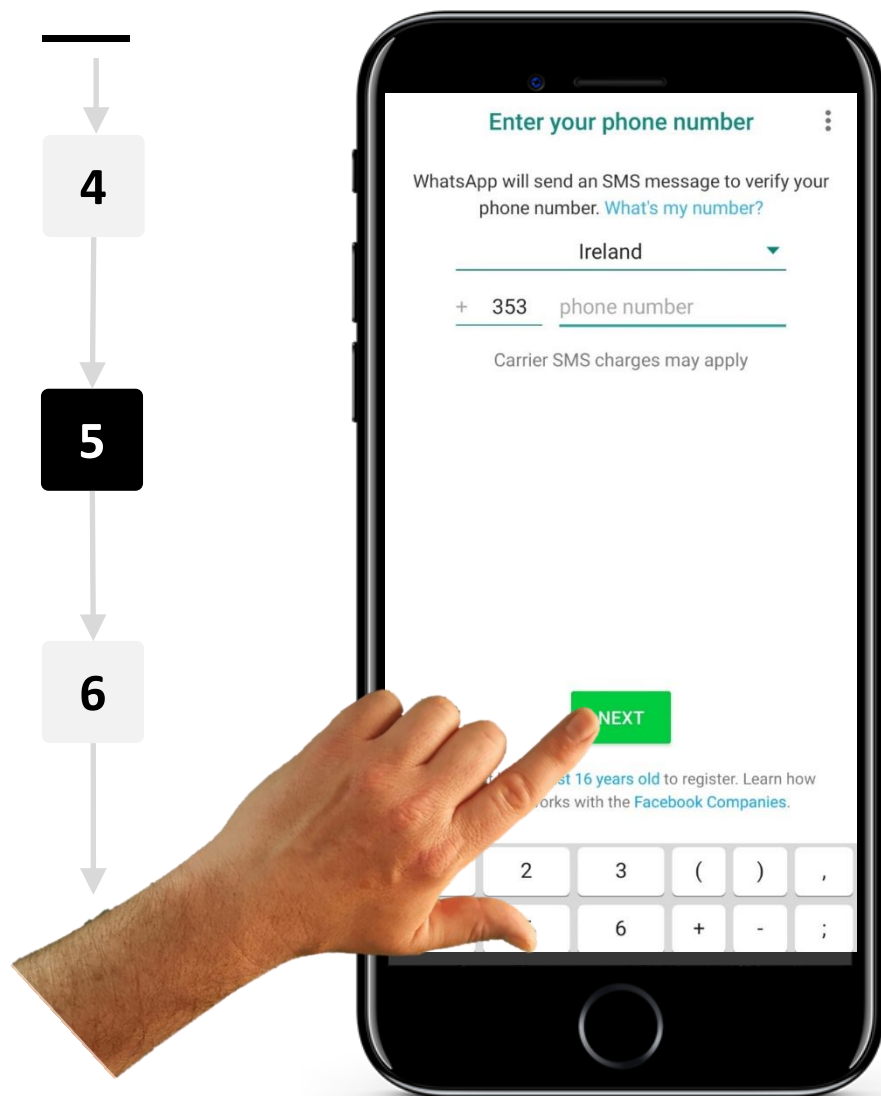 4
5
6
Enter your phone number
WhatsApp will send an SMS message to verify your
phone number. What's my number?
Ireland
+ 353 phone number
Carrier SMS charges may apply
NEXT
16 years old to register. Learn how
with the Facebook Companies.
2 3 ( ) ,
6 + - ;